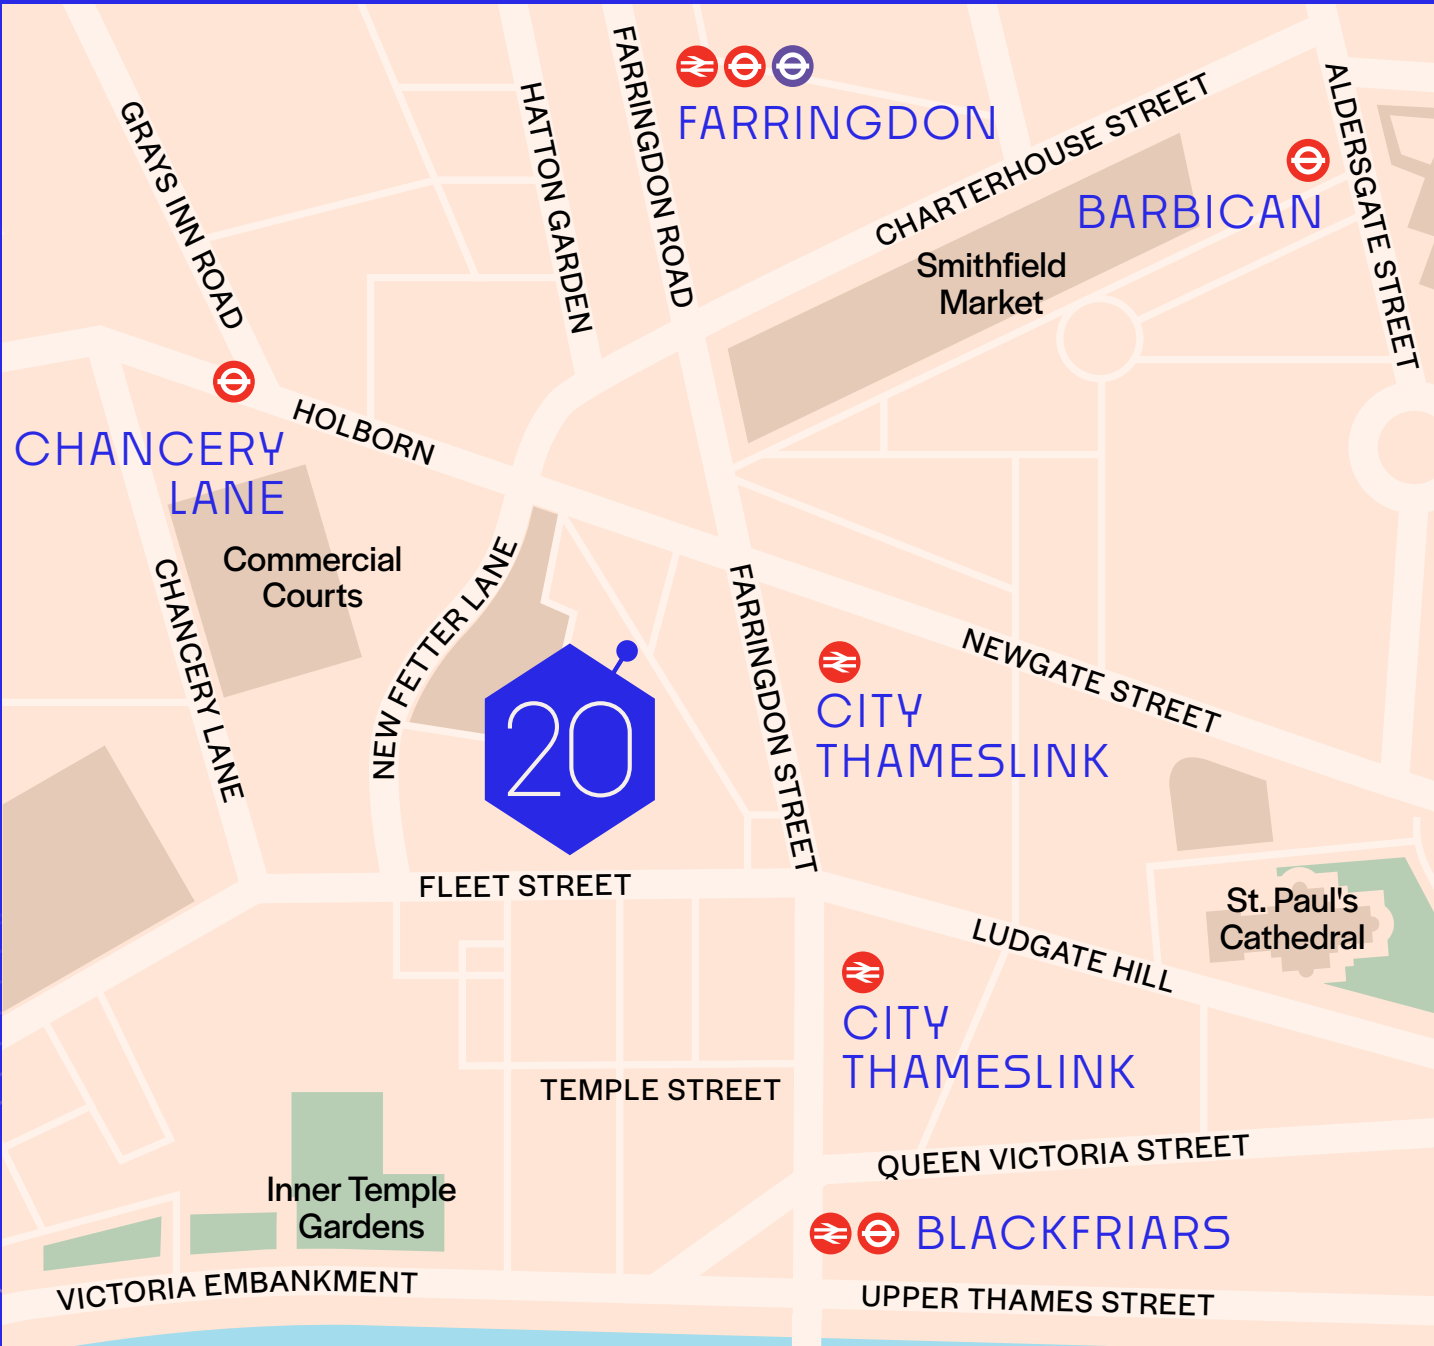 FARRINGDON ROAD
FARRINGDON
HATTON GARDEN
GRAYS INN ROAD
CHARTERHOUSE STREET
ALDERSGATE STREET
BARBICAN
Smithfield
Market
HOLBORN
CHANCERY
LANE
Commercial
Courts
CHANCERY LANE
NEW FETTER LANE
FARRINGDON STREET
NEWGATE STREET
CITY
THAMESLINK
20
FLEET STREET
St. Paul's
Cathedral
LUDGATE HILL
CITY
THAMESLINK
TEMPLE STREET
QUEEN VICTORIA STREET
Inner Temple
Gardens
BLACKFRIARS
VICTORIA EMBANKMENT
UPPER THAMES STREET